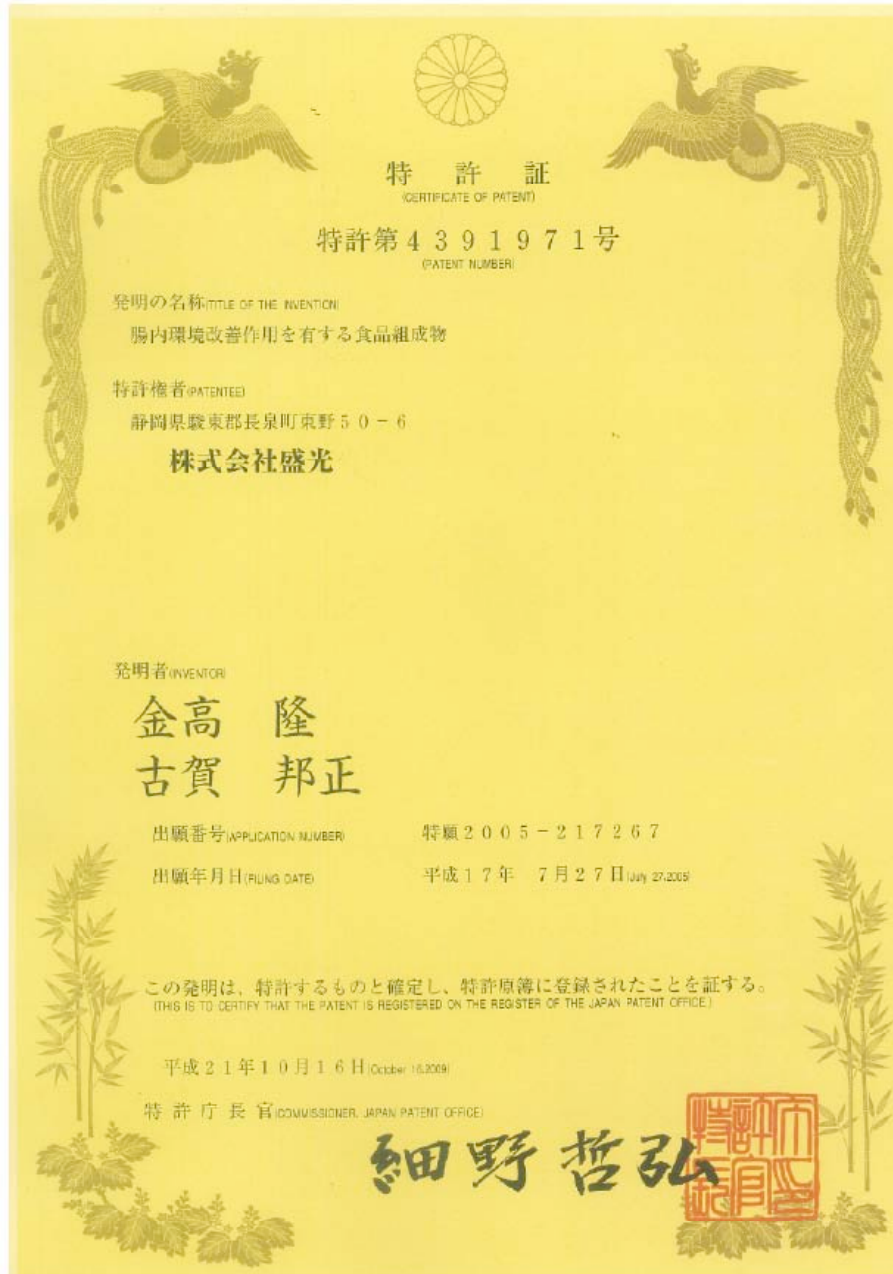 特許証
(CERTIFICATE OF PATENT)
特許第4391971号
(PATENT NUMBER)
発明の名称(TITLE OF THE INVENTION)
腸内環境改善作用を有する食品組成物
特許権者(PATENTEE)
静岡県駿東郡長泉町東野50-6
株式会社盛光
発明者(INVENTOR)
金高 隆
古賀 邦正
出願番号(APPLICATION NUMBER) 特願2005-217267
出願年月日(FILING DATE) 平成17年 7月27日(July 27,2005)
この発明は、特許するものと確定し、特許原簿に登録されたことを証する。
(THIS IS TO CERTIFY THAT THE PATENT IS REGISTERED ON THE REGISTER OF THE JAPAN PATENT OFFICE.)
平成21年10月16日(October 16,2009)
特許庁長官(COMMISSIONER, JAPAN PATENT OFFICE)
細野哲弘